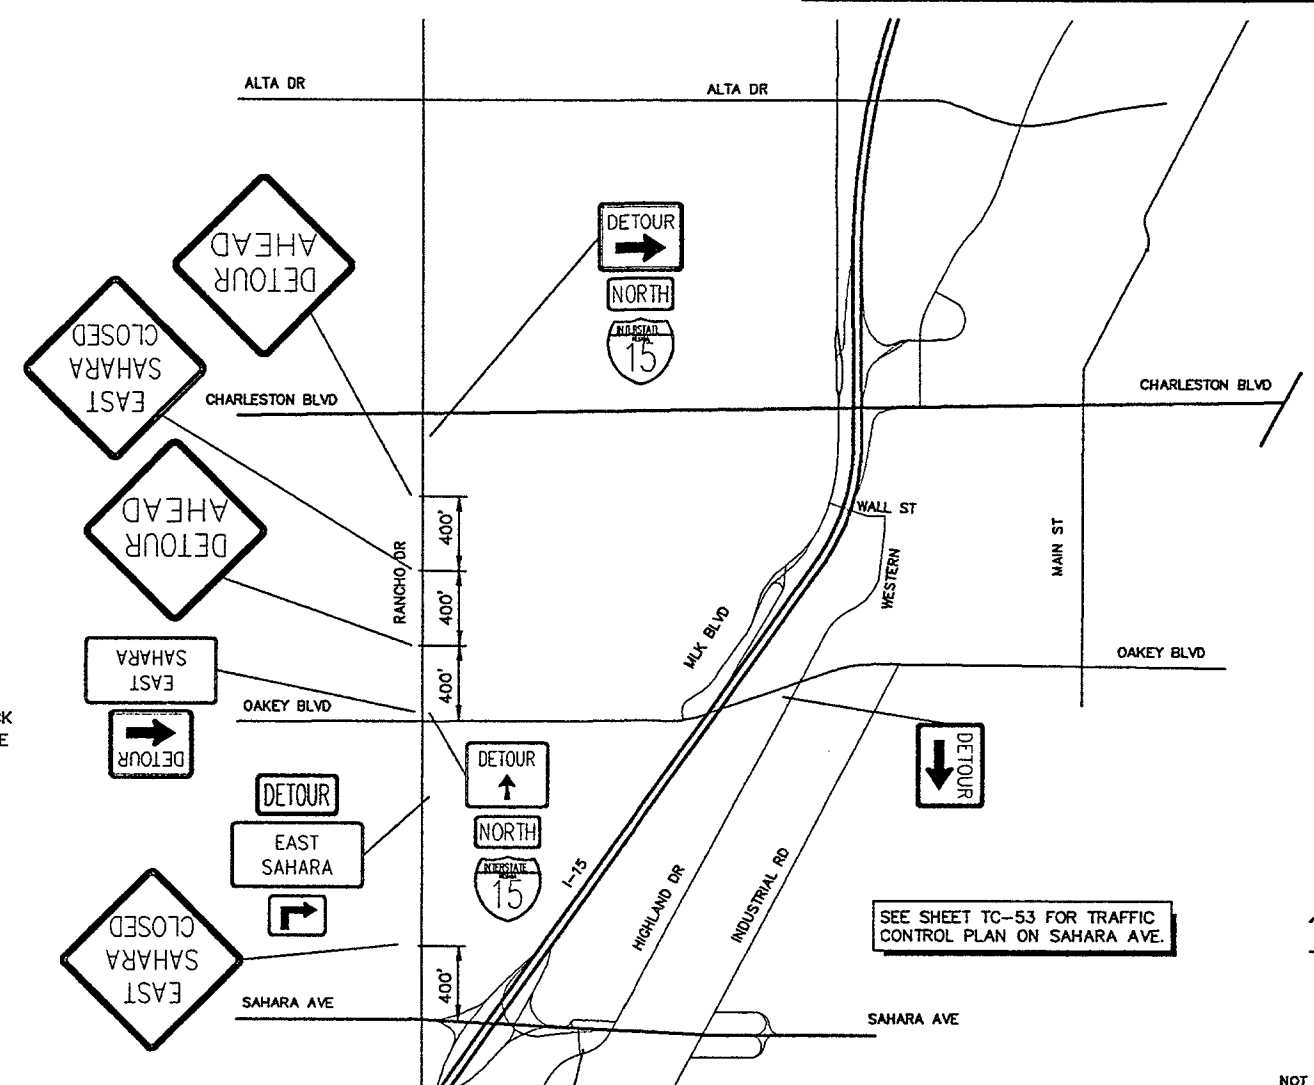 ALTA DR
ALTA DR
DETOUR
AHEAD
DETOUR
NORTH
INTERSTATE
15
EAST
SAHARA
CLOSED
CHARLESTON BLVD
CHARLESTON BLVD
DETOUR
AHEAD
400'
400'
400'
RANCHO DR
WALL ST
WESTERN
MAIN ST
MLK BLVD
OAKEY BLVD
OAKEY BLVD
EAST
SAHARA
DETOUR
CK
E
DETOUR
NORTH
INTERSTATE
15
DETOUR
EAST
SAHARA
DETOUR
I-15
HIGHLAND DR
INDUSTRIAL RD
EAST
SAHARA
CLOSED
400'
SEE SHEET TC-53 FOR TRAFFIC
CONTROL PLAN ON SAHARA AVE.
SAHARA AVE
SAHARA AVE
NOT